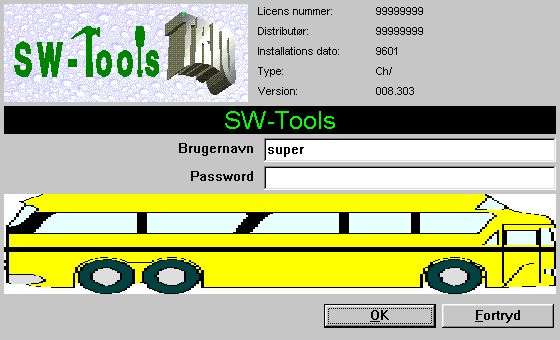 SW-Tools TRIO
Licens nummer: 99999999
Distributør: 99999999
Installations dato: 9601
Type: Ch/
Version: 008.303
SW-Tools
Brugernavn super
Password
OK Fortryd